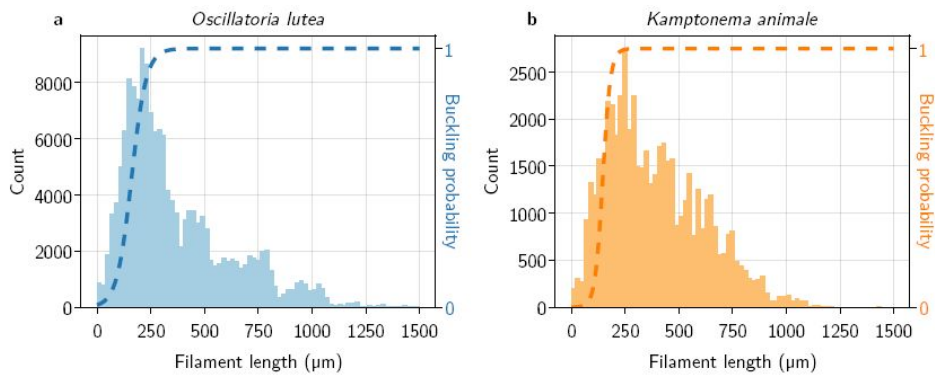 a
Oscillatoria lutea
8000
6000
4000
2000
0
Count
0
250
500
750
1000
1250
1500
Filament length (µm)
1
0
Buckling probability
b
Kamptonema animale
2500
2000
1500
1000
500
0
Count
0
250
500
750
1000
1250
1500
Filament length (µm)
1
0
Buckling probability